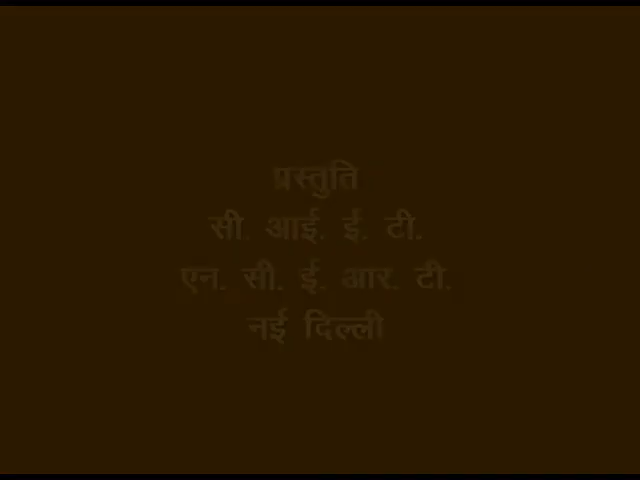 प्रस्तुति
सी. आई. ई. टी.
एन. सी. ई. आर. टी.
नई दिल्ली